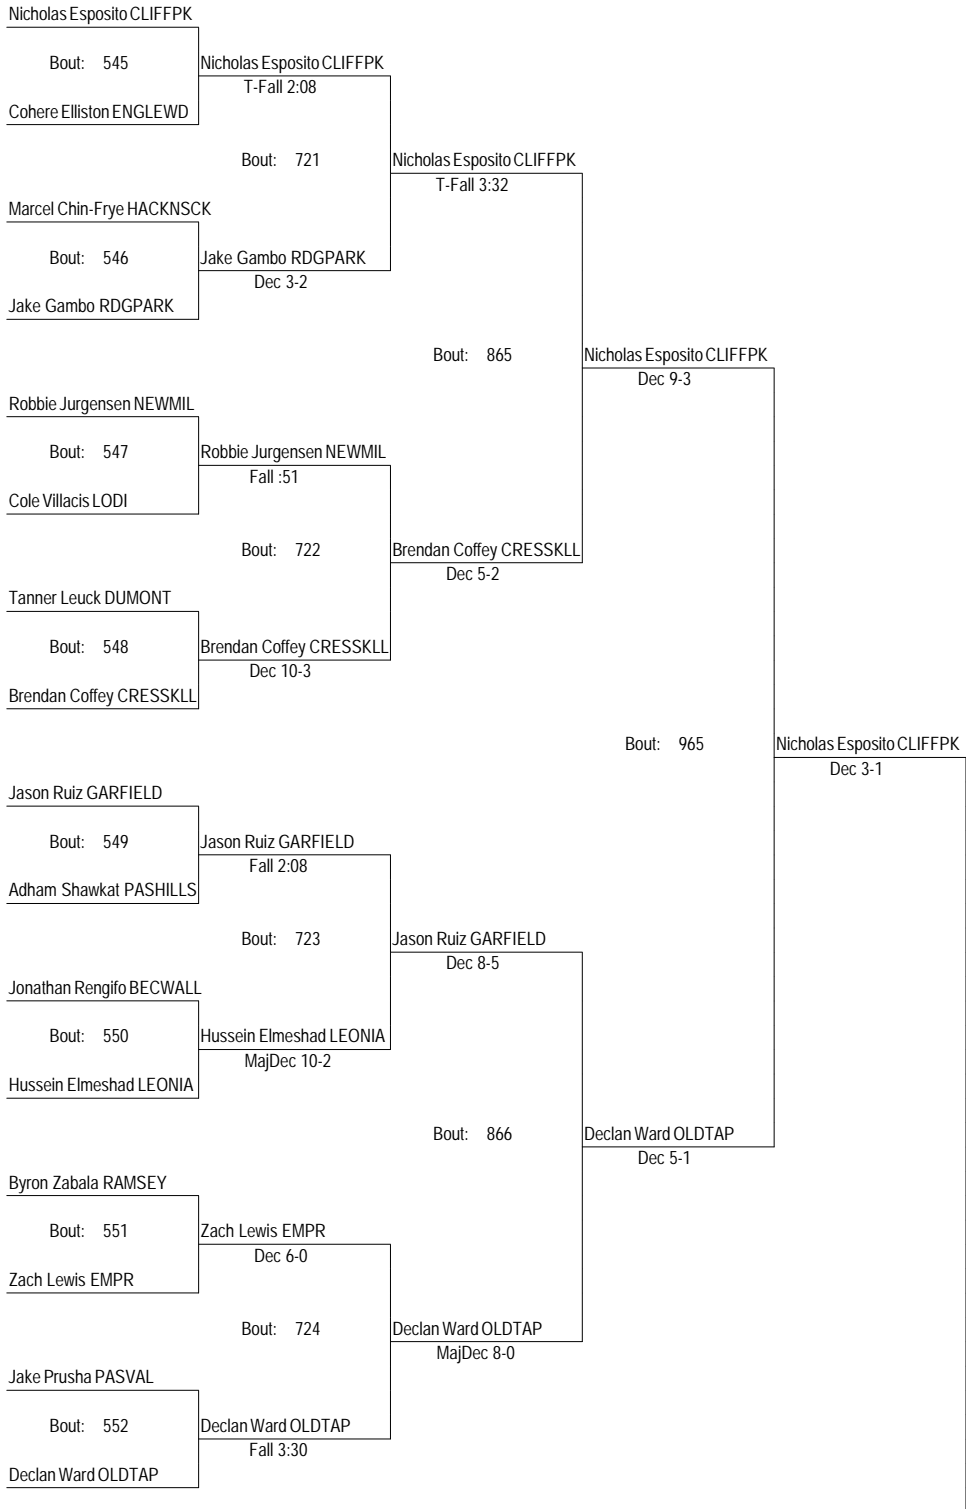 Nicholas Esposito CLIFFPK
Bout: 545
Nicholas Esposito CLIFFPK
T-Fall 2:08
Cohere Elliston ENGLEWD
Bout: 721
Nicholas Esposito CLIFFPK
T-Fall 3:32
Marcel Chin-Frye HACKNSCK
Bout: 546
Jake Gambo RDGPARK
Dec 3-2
Jake Gambo RDGPARK
Bout: 865
Nicholas Esposito CLIFFPK
Dec 9-3
Robbie Jurgensen NEWMIL
Bout: 547
Robbie Jurgensen NEWMIL
Fall :51
Cole Villacis LODI
Bout: 722
Brendan Coffey CRESSKLL
Dec 5-2
Tanner Leuck DUMONT
Bout: 548
Brendan Coffey CRESSKLL
Dec 10-3
Brendan Coffey CRESSKLL
Bout: 965
Nicholas Esposito CLIFFPK
Dec 3-1
Jason Ruiz GARFIELD
Bout: 549
Jason Ruiz GARFIELD
Fall 2:08
Adham Shawkat PASHILLS
Bout: 723
Jason Ruiz GARFIELD
Dec 8-5
Jonathan Rengifo BECWALL
Bout: 550
Hussein Elmeshad LEONIA
MajDec 10-2
Hussein Elmeshad LEONIA
Bout: 866
Declan Ward OLDTAP
Dec 5-1
Byron Zabala RAMSEY
Bout: 551
Zach Lewis EMPR
Dec 6-0
Zach Lewis EMPR
Bout: 724
Declan Ward OLDTAP
MajDec 8-0
Jake Prusha PASVAL
Bout: 552
Declan Ward OLDTAP
Fall 3:30
Declan Ward OLDTAP